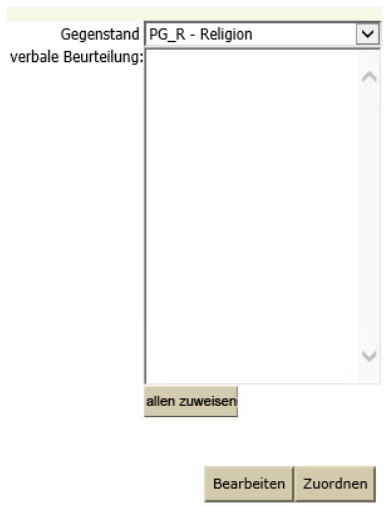 Gegenstand PG_R - Religion
verbale Beurteilung:
allen zuweisen
Bearbeiten Zuordnen